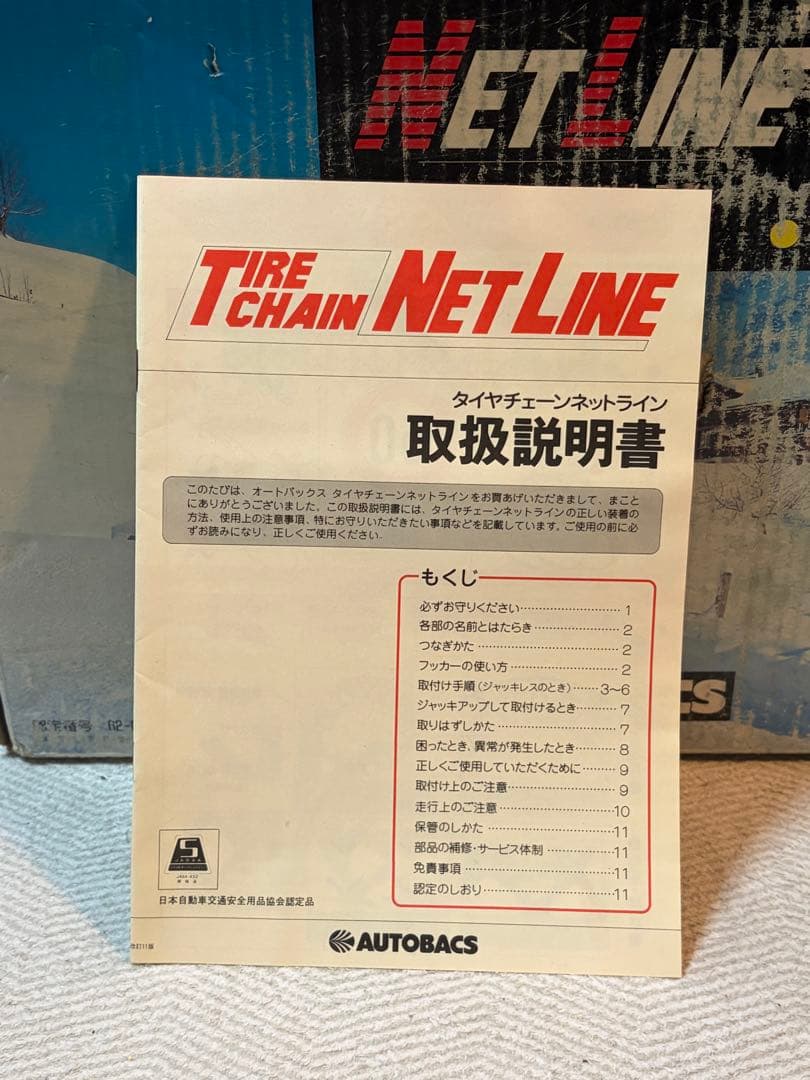 NET LINE
TIRE CHAIN NET LINE
タイヤチェーンネットライン
取扱説明書
このたびは、オートバックス タイヤチェーンネットラインをお買あげいただきまして、まこと
にありがとうございました。この取扱説明書には、タイヤチェーンネットラインの正しい装着の
方法、使用上の注意事項、特にお守りいただきたい事項などを記載しています。ご使用の前に必
ずお読みになり、正しくご使用ください.
もくじ
必ずお守りください…………………………1
各部の名前とはたらき………………………2
つなぎかた……………………………………2
フッカーの使い方……………………………2
取付け手順(ジャッキレスのとき)……3〜6
ジャッキアップして取付けるとき…………7
取りはずしかた………………………………7
困ったとき、異常が発生したとき…………8
正しくご使用していただくために…………9
取付け上のご注意……………………………9
走行上のご注意………………………………10
保管のしかた…………………………………11
部品の補修・サービス体制…………………11
免責事項………………………………………11
認定のしおり…………………………………11
S
JASAA
日本自動車交通安全用品協会認定品
改訂11版
AUTOBACS